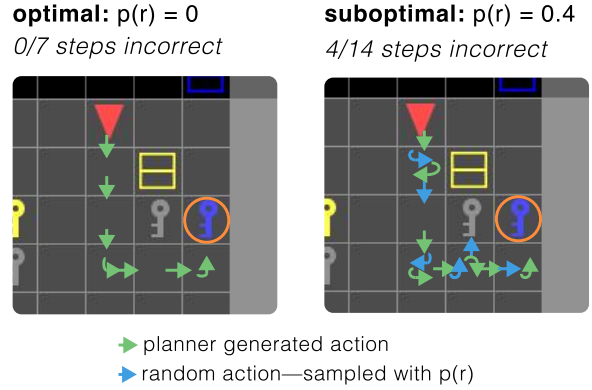 optimal: p(r) = 0
0/7 steps incorrect
suboptimal: p(r) = 0.4
4/14 steps incorrect
planner generated action
random action—sampled with p(r)